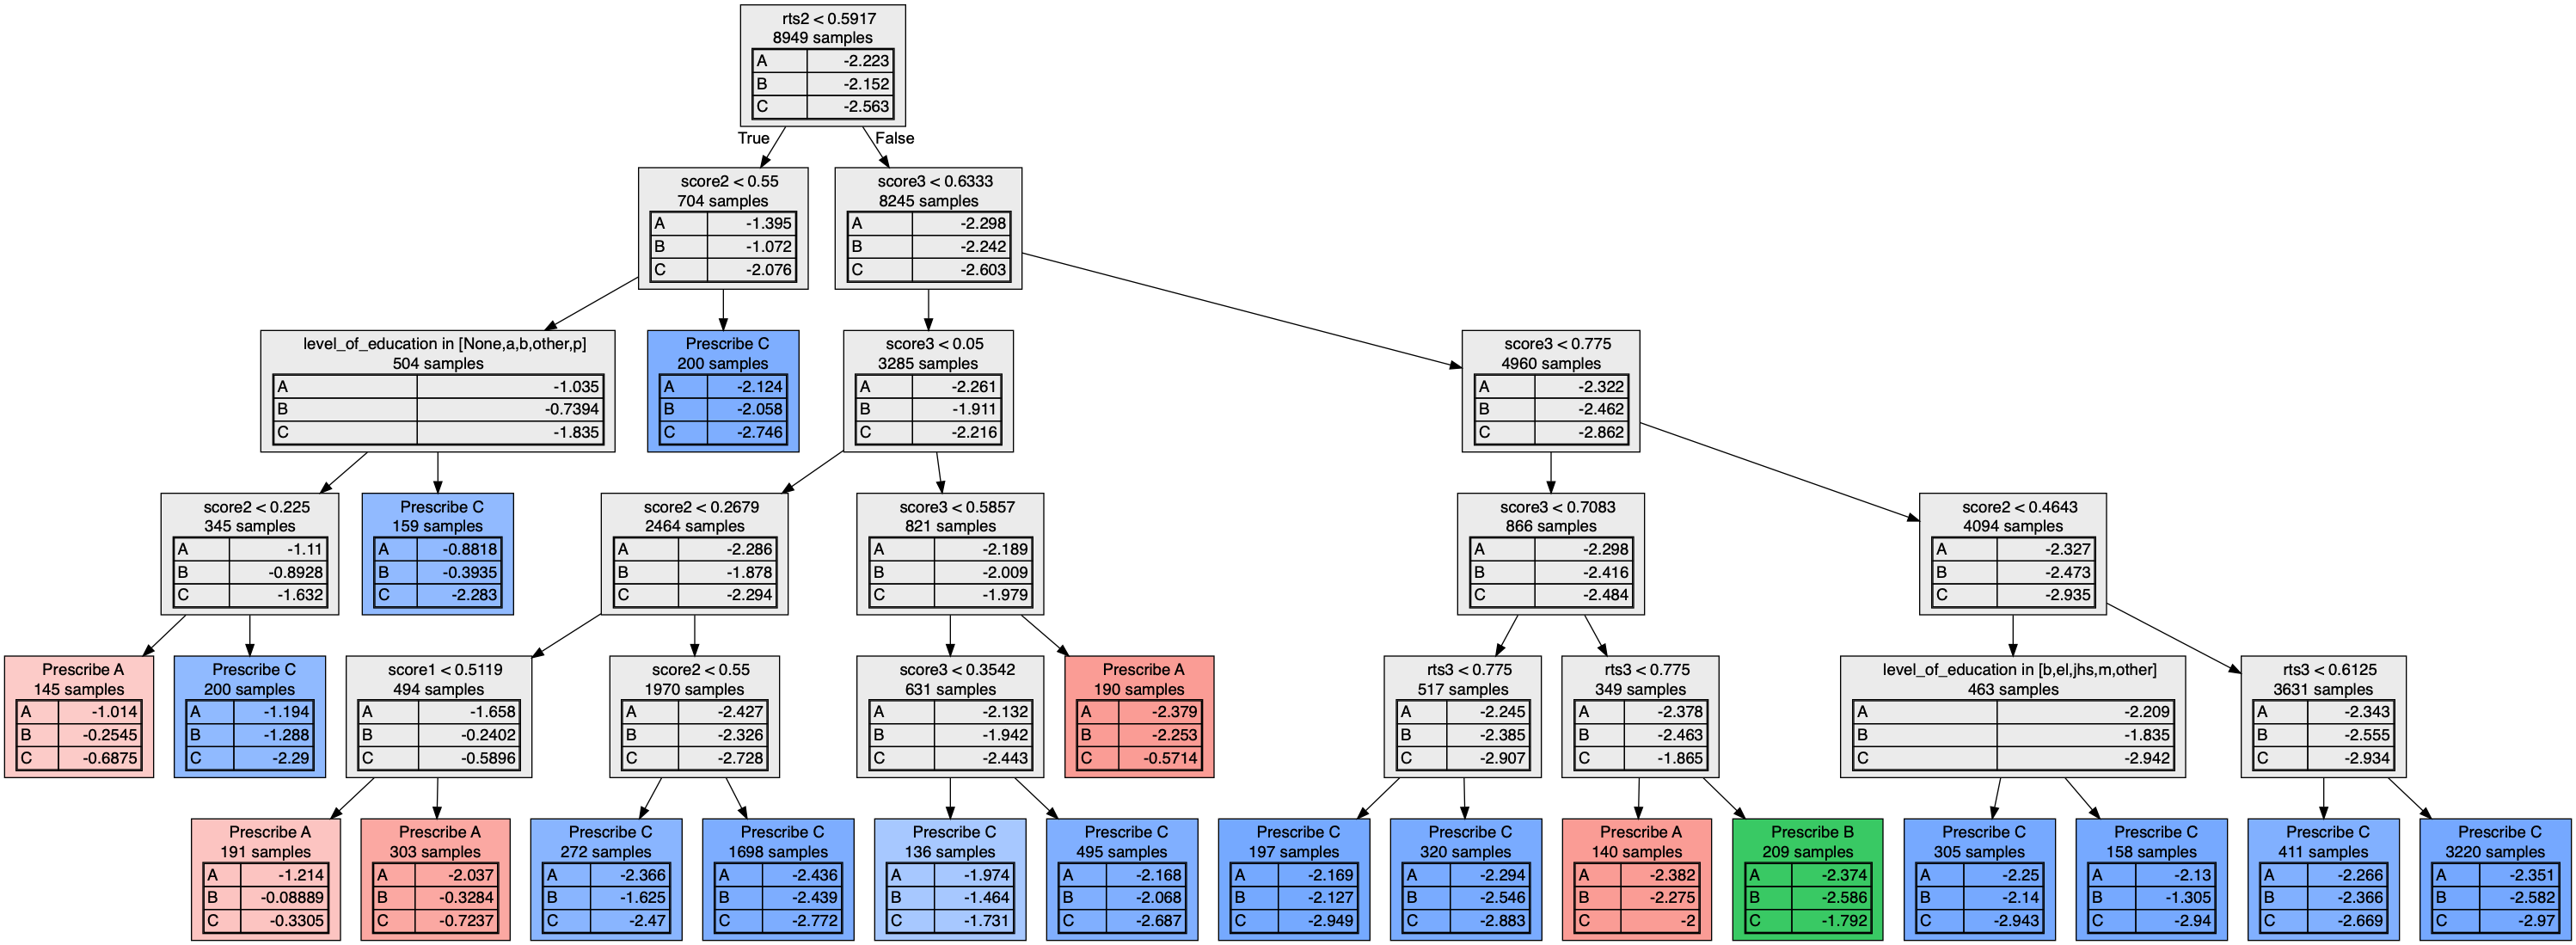 rts2 < 0.5917
8949 samples
A -2.223
B -2.152
C -2.563
True
False
score2 < 0.55
704 samples
A -1.395
B -1.072
C -2.076
score3 < 0.6333
8245 samples
A -2.298
B -2.242
C -2.603
level_of_education in [None,a,b,other,p]
504 samples
A -1.035
B -0.7394
C -1.835
Prescribe C
200 samples
A -2.124
B -2.058
C -2.746
score3 < 0.05
3285 samples
A -2.261
B -1.911
C -2.216
score3 < 0.775
4960 samples
A -2.322
B -2.462
C -2.862
score2 < 0.225
345 samples
A -1.11
B -0.8928
C -1.632
Prescribe C
159 samples
A -0.8818
B -0.3935
C -2.283
score2 < 0.2679
2464 samples
A -2.286
B -1.878
C -2.294
score3 < 0.5857
821 samples
A -2.189
B -2.009
C -1.979
score3 < 0.7083
866 samples
A -2.298
B -2.416
C -2.484
score2 < 0.4643
4094 samples
A -2.327
B -2.473
C -2.935
Prescribe A
145 samples
A -1.014
B -0.2545
C -0.6875
Prescribe C
200 samples
A -1.194
B -1.288
C -2.29
score1 < 0.5119
494 samples
A -1.658
B -0.2402
C -0.5896
score2 < 0.55
1970 samples
A -2.427
B -2.326
C -2.728
score3 < 0.3542
631 samples
A -2.132
B -1.942
C -2.443
Prescribe A
190 samples
A -2.379
B -2.253
C -0.5714
rts3 < 0.775
517 samples
A -2.245
B -2.385
C -2.907
rts3 < 0.775
349 samples
A -2.378
B -2.463
C -1.865
level_of_education in [b,el,jhs,m,other]
463 samples
A -2.209
B -1.835
C -2.942
rts3 < 0.6125
3631 samples
A -2.343
B -2.555
C -2.934
Prescribe A
191 samples
A -1.214
B -0.08889
C -0.3305
Prescribe A
303 samples
A -2.037
B -0.3284
C -0.7237
Prescribe C
272 samples
A -2.366
B -1.625
C -2.47
Prescribe C
1698 samples
A -2.436
B -2.439
C -2.772
Prescribe C
136 samples
A -1.974
B -1.464
C -1.731
Prescribe C
495 samples
A -2.168
B -2.068
C -2.687
Prescribe C
197 samples
A -2.169
B -2.127
C -2.949
Prescribe C
320 samples
A -2.294
B -2.546
C -2.883
Prescribe A
140 samples
A -2.382
B -2.275
C -2
Prescribe B
209 samples
A -2.374
B -2.586
C -1.792
Prescribe C
305 samples
A -2.25
B -2.14
C -2.943
Prescribe C
158 samples
A -2.13
B -1.305
C -2.94
Prescribe C
411 samples
A -2.266
B -2.366
C -2.669
Prescribe C
3220 samples
A -2.351
B -2.582
C -2.97